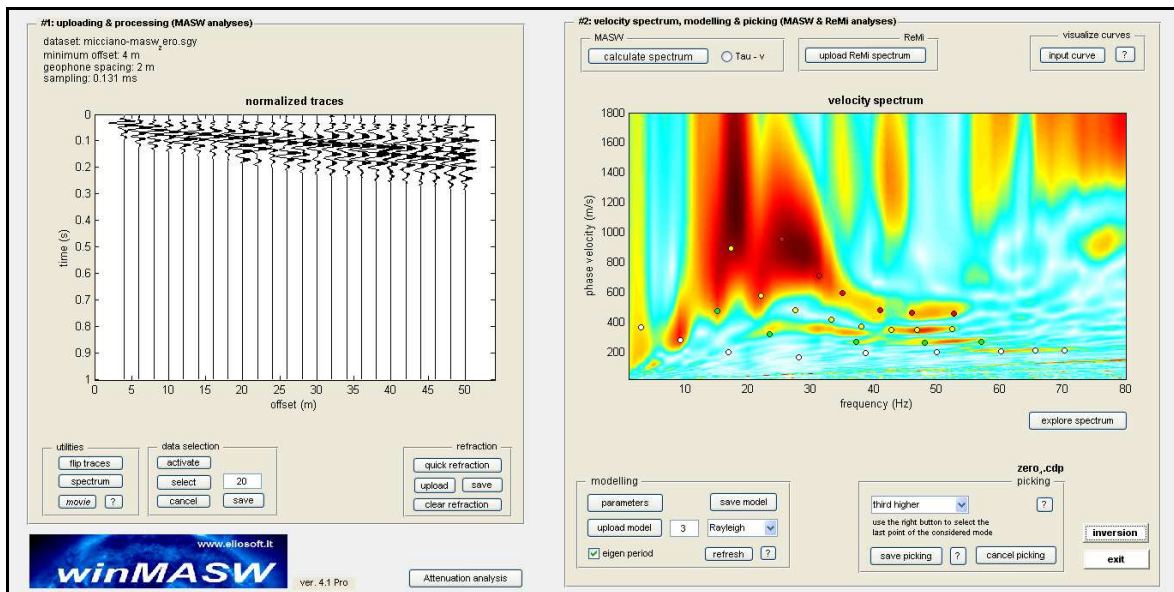 #1: uploading & processing (MASW analyses)
dataset: micciano-maswzero.sgy
minimum offset: 4 m
geophone spacing: 2 m
sampling: 0.131 ms
normalized traces
0
0.1
0.2
0.3
0.4
0.5
0.6
0.7
0.8
0.9
1
time (s)
0 5 10 15 20 25 30 35 40 45 50
offset (m)
utilities
flip traces
spectrum
movie ?
data selection
activate
select 20
cancel save
refraction
quick refraction
upload save
clear refraction
www.eliosoft.it
winMASW
ver. 4.1 Pro
Attenuation analysis
#2: velocity spectrum, modelling & picking (MASW & ReMi analyses)
MASW
calculate spectrum Tau - v
ReMi
upload ReMi spectrum
visualize curves
input curve ?
velocity spectrum
1800
1600
1400
1200
1000
800
600
400
200
phase velocity (m/s)
10 20 30 40 50 60 70 80
frequency (Hz)
explore spectrum
modelling
parameters save model
upload model 3 Rayleigh
eigen period refresh ?
zero,.cdp
picking
third higher ?
use the right button to select the
last point of the considered mode
save picking ? cancel picking
inversion
exit